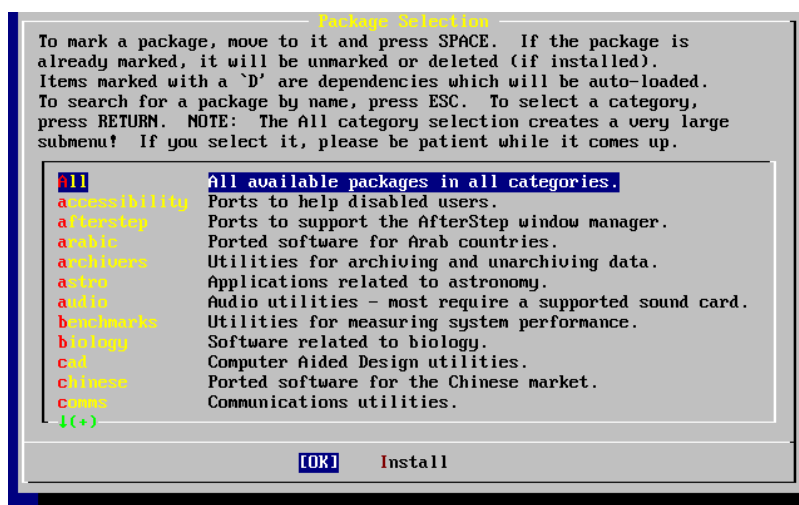 Package Selection
To mark a package, move to it and press SPACE.  If the package is
already marked, it will be unmarked or deleted (if installed).
Items marked with a `D' are dependencies which will be auto-loaded.
To search for a package by name, press ESC.  To select a category,
press RETURN.  NOTE:  The All category selection creates a very large
submenu!  If you select it, please be patient while it comes up.
All All available packages in all categories.
accessibility Ports to help disabled users.
afterstep Ports to support the AfterStep window manager.
arabic Ported software for Arab countries.
archivers Utilities for archiving and unarchiving data.
astro Applications related to astronomy.
audio Audio utilities - most require a supported sound card.
benchmarks Utilities for measuring system performance.
biology Software related to biology.
cad Computer Aided Design utilities.
chinese Ported software for the Chinese market.
comms Communications utilities.
↓(+)
[OK] Install